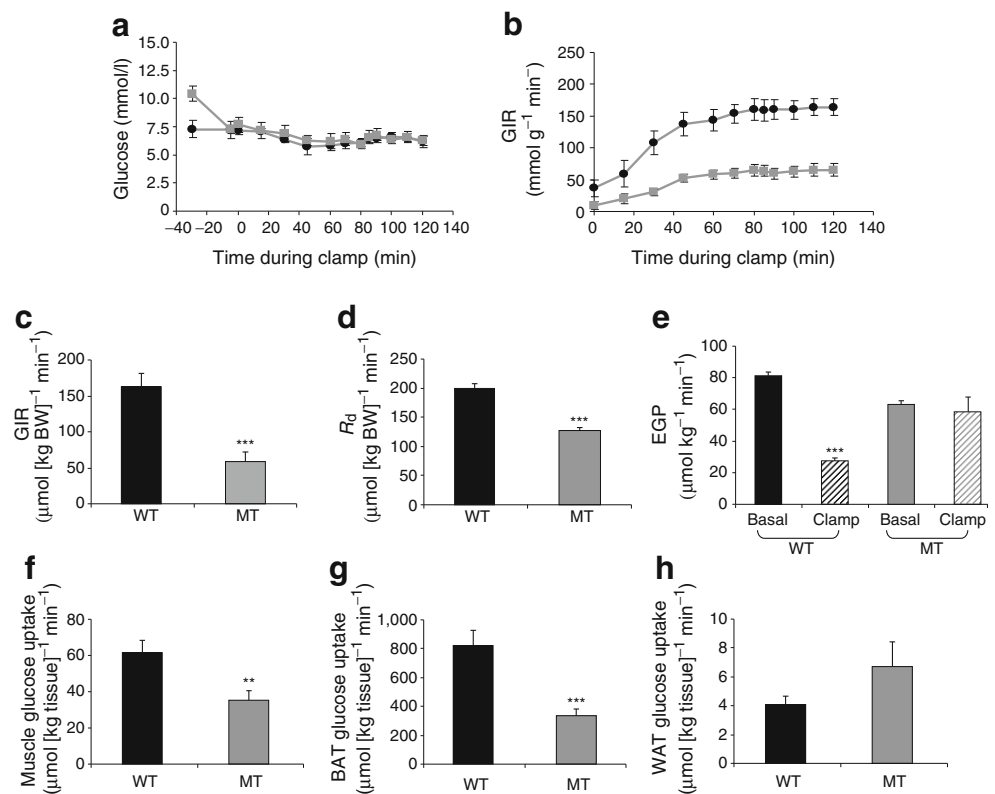 a
Glucose (mmol/l)
15.0
12.5
10.0
7.5
5.0
2.5
0
−40 −20 0 20 40 60 80 100 120 140
Time during clamp (min)
b
GIR
(mmol g⁻¹ min⁻)
250
200
150
100
50
0
0 20 40 60 80 100 120 140
Time during clamp (min)
c
GIR
(μmol [kg BW]⁻¹ min⁻¹)
200
150
100
50
0
***
WT MT
d
Rd
(μmol [kg BW]⁻¹ min⁻¹)
250
200
150
100
50
0
***
WT MT
e
EGP
(μmol kg⁻¹ min⁻¹)
100
80
60
40
20
0
***
Basal Clamp Basal Clamp
WT MT
f
Muscle glucose uptake
(μmol [kg tissue]⁻¹ min⁻¹)
80
60
40
20
0
**
WT MT
g
BAT glucose uptake
(μmol [kg tissue]⁻¹ min⁻¹)
1,000
800
600
400
200
0
***
WT MT
h
WAT glucose uptake
(μmol [kg tissue]⁻¹ min⁻¹)
10
8
6
4
2
0
WT MT